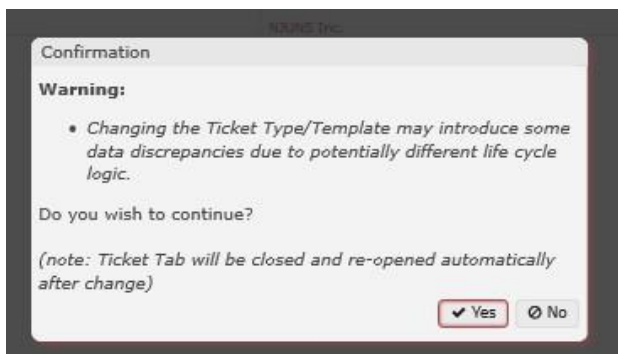 NJUNS Inc.
Confirmation
Warning:
• Changing the Ticket Type/Template may introduce some
data discrepancies due to potentially different life cycle
logic.
Do you wish to continue?
(note: Ticket Tab will be closed and re-opened automatically
after change)
✔ Yes ⊘ No